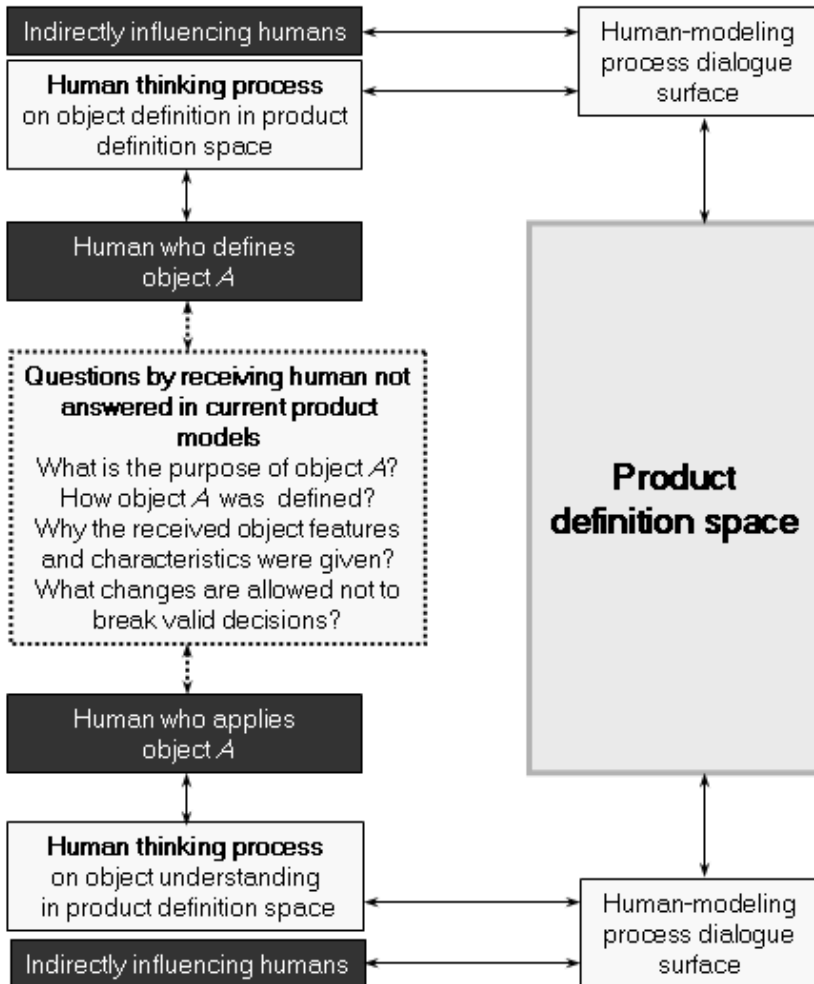 Indirectly influencing humans
Human thinking process
on object definition in product
definition space
Human-modeling
process dialogue
surface
Human who defines
object A
Questions by receiving human not
answered in current product
models
What is the purpose of object A?
How object A was defined?
Why the received object features
and characteristics were given?
What changes are allowed not to
break valid decisions?
Product
definition space
Human who applies
object A
Human thinking process
on object understanding
in product definition space
Indirectly influencing humans
Human-modeling
process dialogue
surface